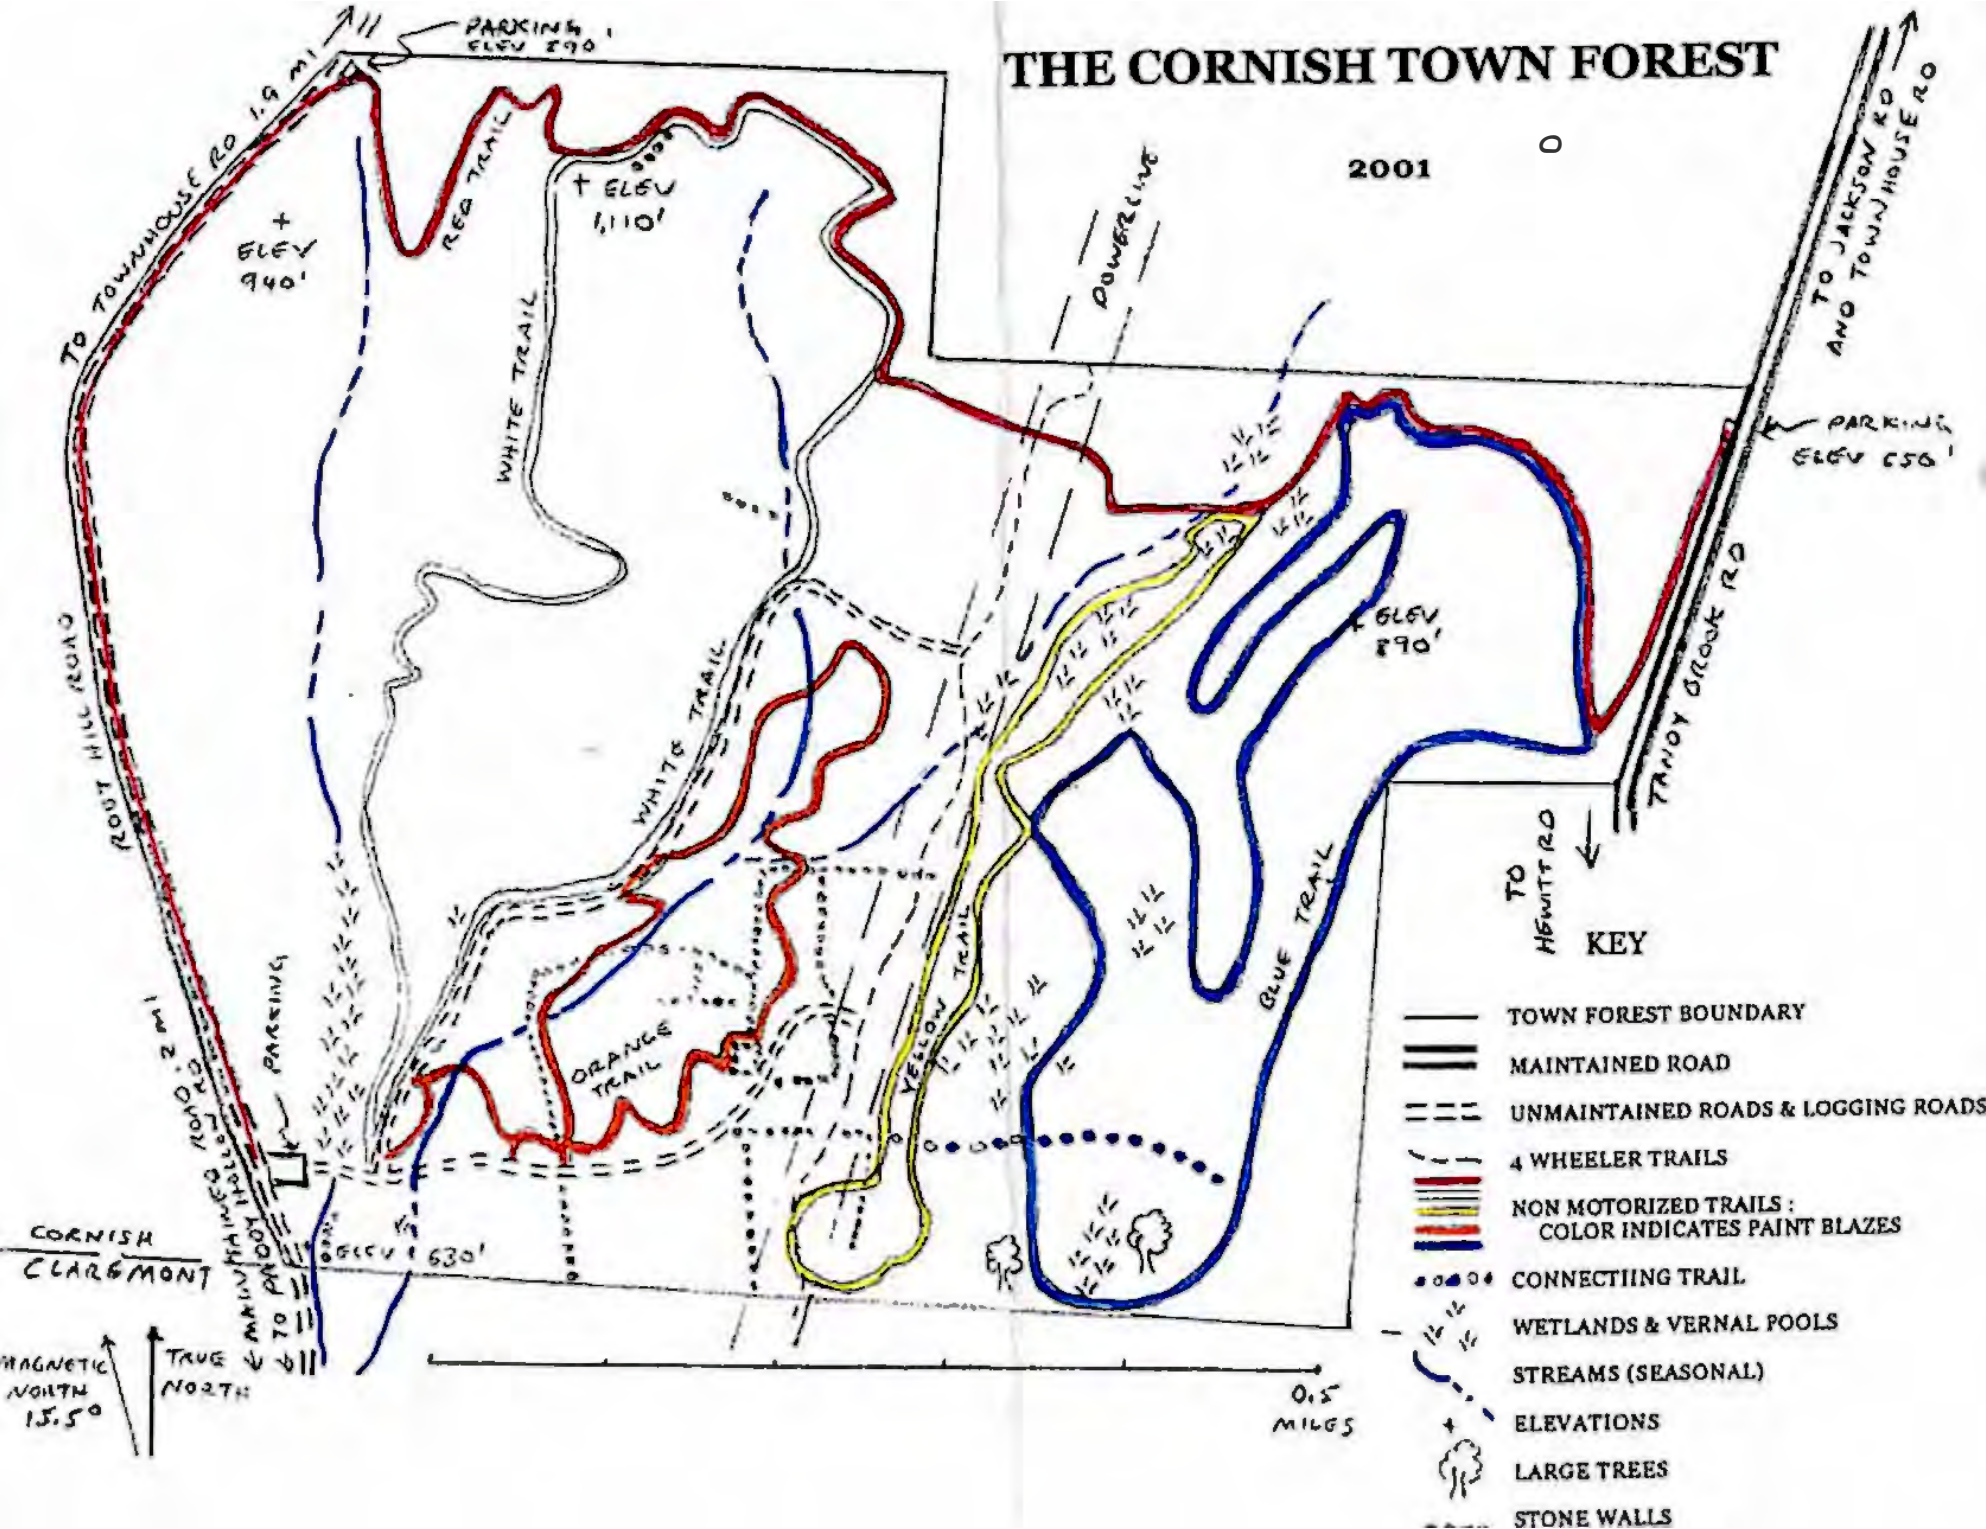 PARKING
ELEV 890'
THE CORNISH TOWN FOREST
2001
TO TOWNHOUSE RD 1.9 MI
RED TRAIL
+ ELEV
1,110'
+
ELEV
940'
POWERLINE
TO JACKSON RD
AND TOWNHOUSE RD
WHITE TRAIL
PARKING
ELEV 650'
ROOT HILL ROAD
WHITE TRAIL
+ ELEV
890'
TANDY BROOK RD
TO
HEWITT RD
BLUE TRAIL
YELLOW TRAIL
ORANGE
TRAIL
PARKING
MAINTAINED ROAD .2 MI
TO PADDY HOLLOW RD
CORNISH
CLAREMONT
ELEV 630'
MAGNETIC
NORTH
15.5°
TRUE
NORTH
0.5
MILES
KEY
TOWN FOREST BOUNDARY
MAINTAINED ROAD
UNMAINTAINED ROADS & LOGGING ROADS
4 WHEELER TRAILS
NON MOTORIZED TRAILS :
COLOR INDICATES PAINT BLAZES
CONNECTIING TRAIL
WETLANDS & VERNAL POOLS
STREAMS (SEASONAL)
ELEVATIONS
LARGE TREES
STONE WALLS